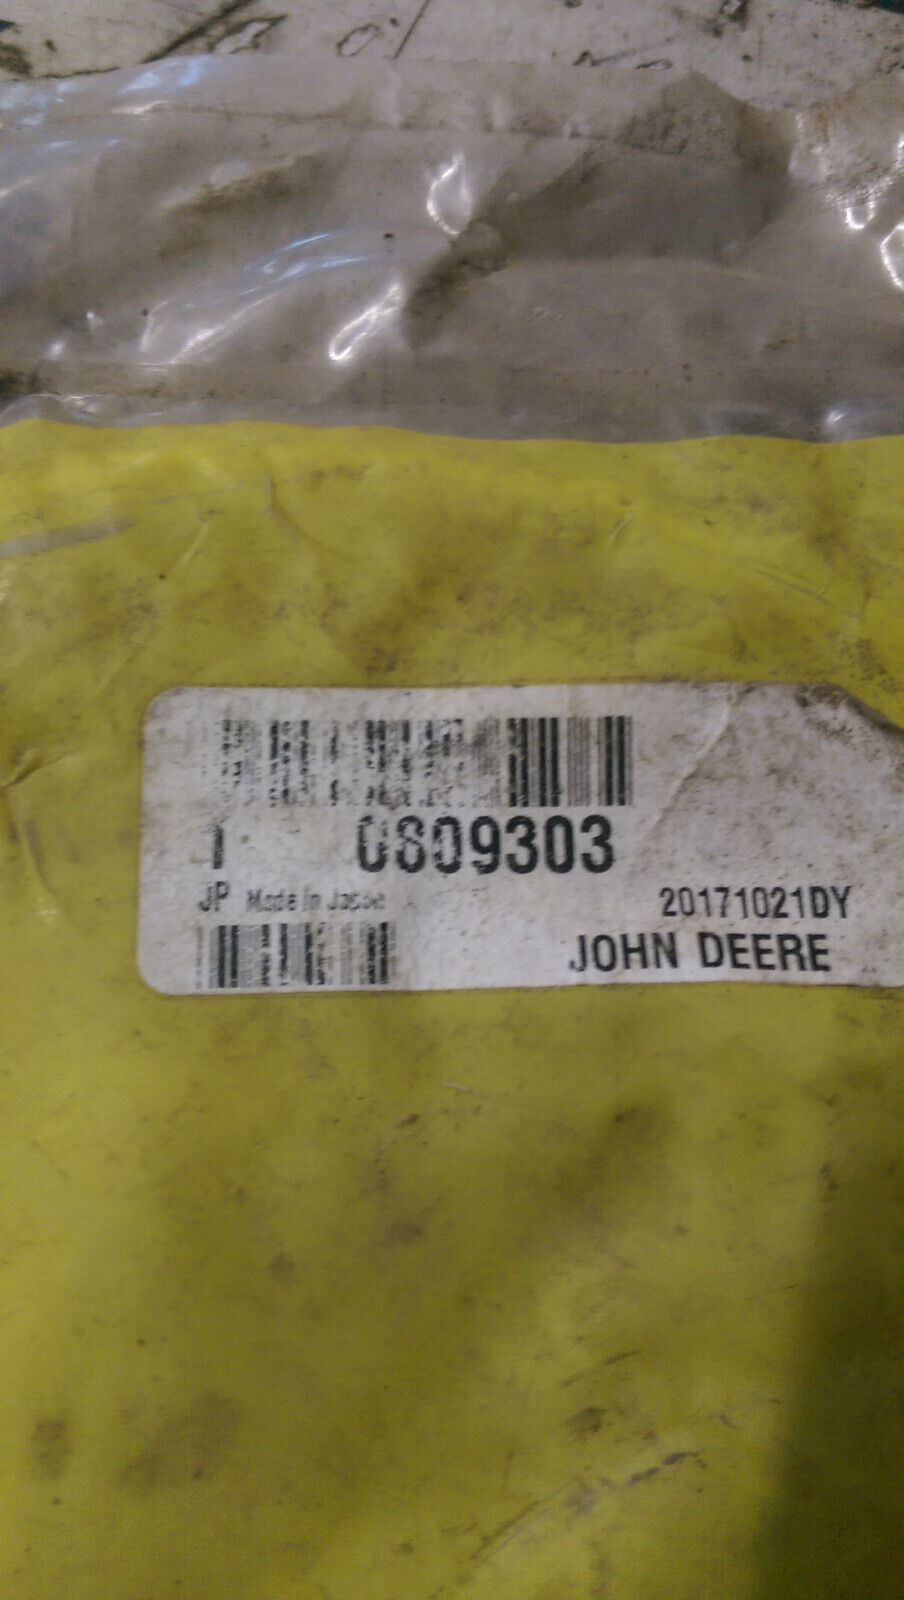 1 0809303
JP Made in Japan
20171021DY
JOHN DEERE